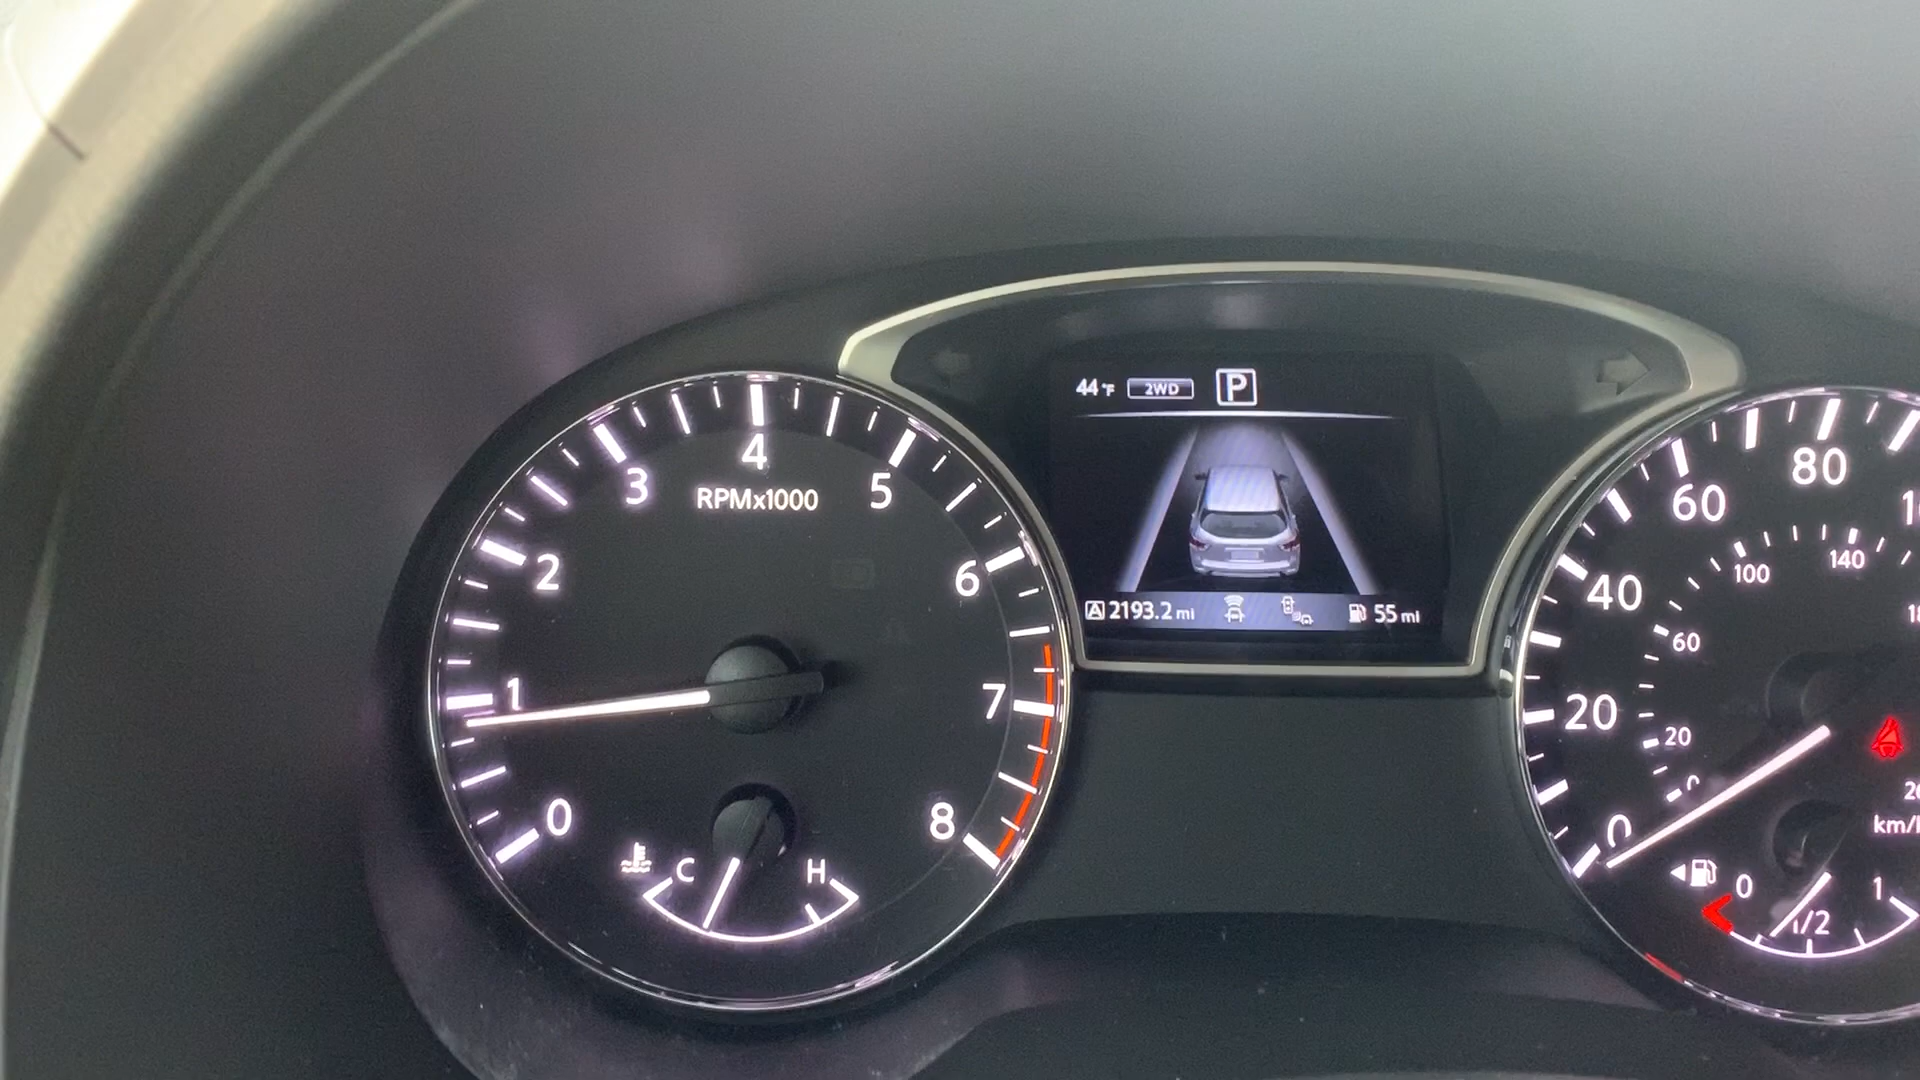 44 °F 2WD P
A 2193.2 mi 55 mi
0 1 2 3 4 5 6 7 8
RPMx1000
C H
0 20 40 60 80
0 20 60 100 140
km/
0 1/2 1